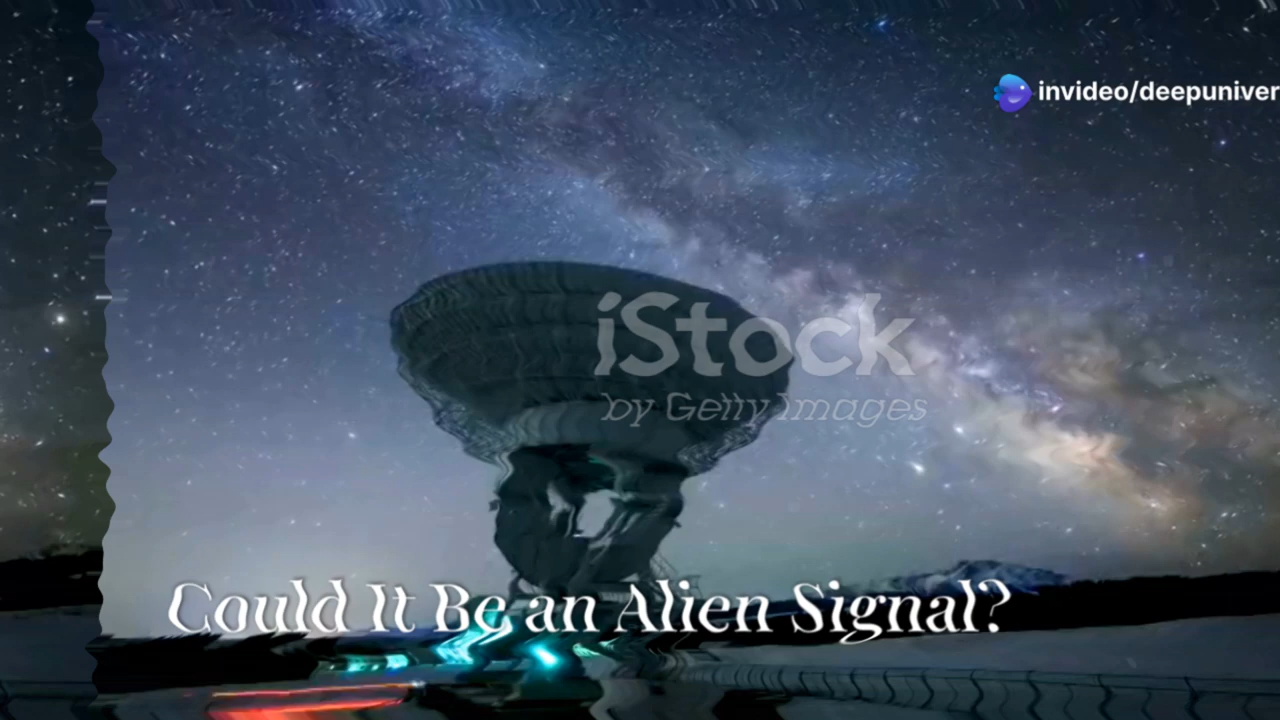 invideo/deepuniver
iStock
by Getty Images
Could It Be an Alien Signal?